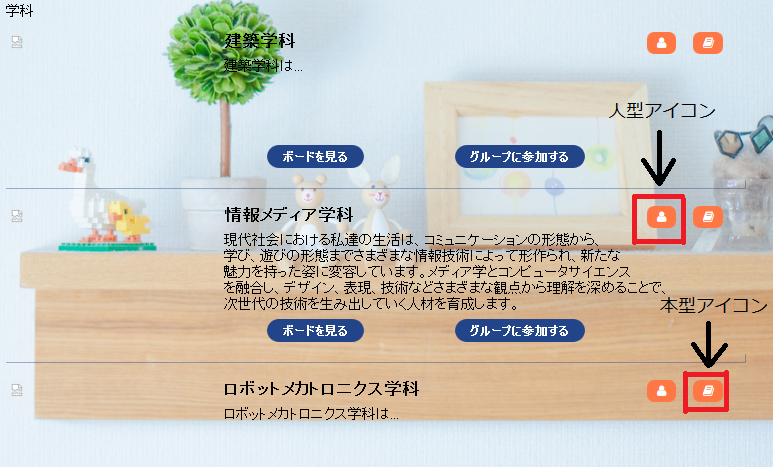 学科
建築学科
建築学科は...
人型アイコン
ボードを見る
グループに参加する
情報メディア学科
現代社会における私達の生活は、コミュニケーションの形態から、
学び、遊びの形態までさまざまな情報技術によって形作られ、新たな
魅力を持った姿に変容しています。メディア学とコンピュータサイエンス
を融合し、デザイン、表現、技術などさまざまな観点から理解を深めることで、
次世代の技術を生み出していく人材を育成します。
本型アイコン
ボードを見る
グループに参加する
ロボットメカトロニクス学科
ロボットメカトロニクス学科は...